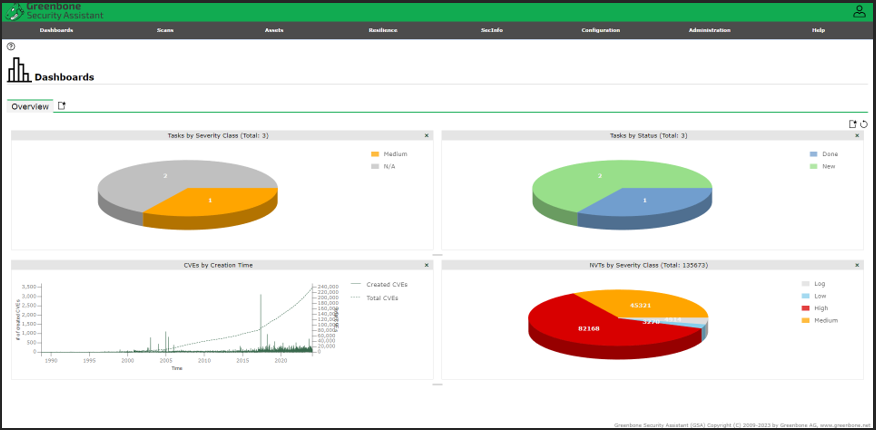 Greenbone
Security Assistant
Dashboards Scans Assets Resilience SecInfo Configuration Administration Help
Dashboards
Overview
Tasks by Severity Class (Total: 3)
2
1
Medium
N/A
Tasks by Status (Total: 3)
2
1
Done
New
CVEs by Creation Time
# of created CVEs
3,500
3,000
2,500
2,000
1,500
1,000
500
0
1990 1995 2000 2005 2010 2015 2020
Time
240,000
220,000
200,000
180,000
160,000
140,000
120,000
100,000
80,000
60,000
40,000
20,000
0
Created CVEs
Total CVEs
NVTs by Severity Class (Total: 135673)
45321
82168
Log
Low
High
Medium
Greenbone Security Assistant (GSA) Copyright (C) 2009-2023 by Greenbone AG, www.greenbone.net